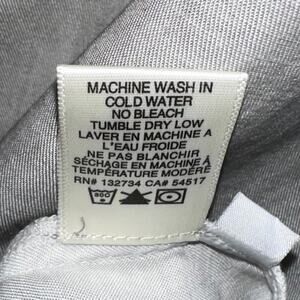 MACHINE WASH IN
COLD WATER
NO BLEACH
TUMBLE DRY LOW
LAVER EN MACHINE A
L'EAU FROIDE
NE PAS BLANCHIR
SÉCHAGE EN MACHINE À
TEMPÉRATURE MODÉRÉ
RN# 132734 CA# 54517